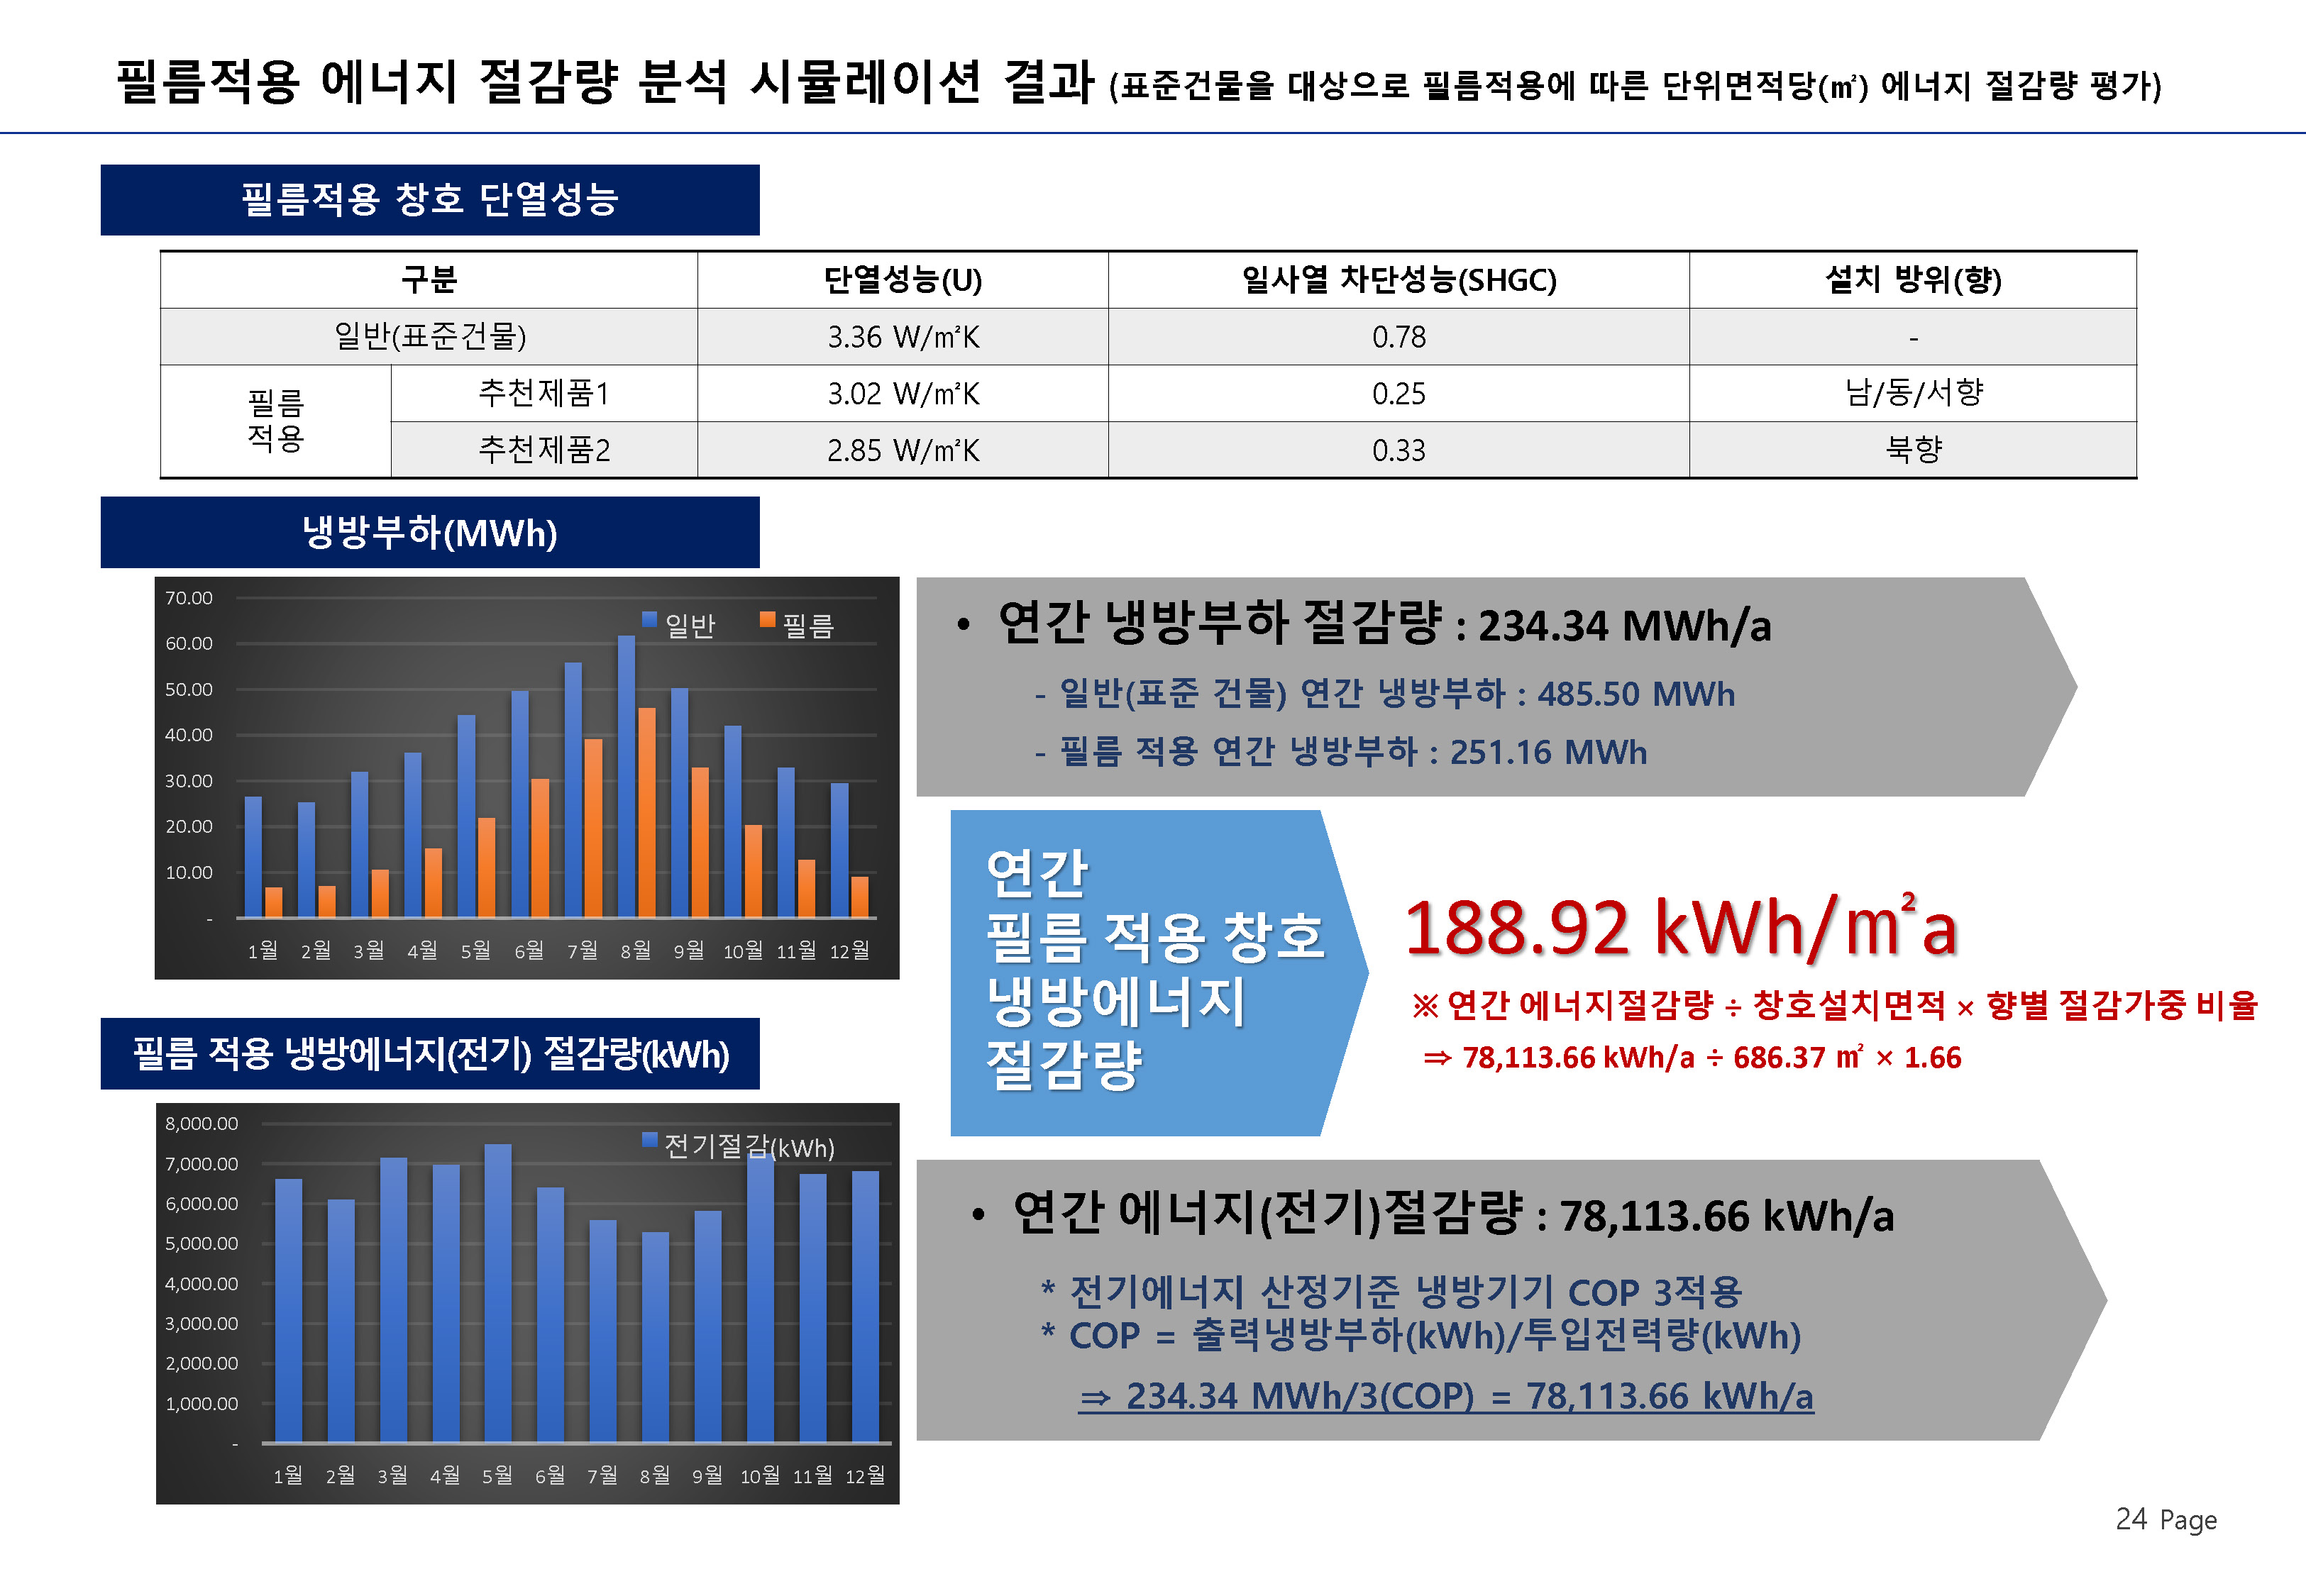 필름적용 에너지 절감량 분석 시뮬레이션 결과 (표준건물을 대상으로 필름적용에 따른 단위면적당(㎡) 에너지 절감량 평가)
필름적용 창호 단열성능
구분 단열성능(U) 일사열 차단성능(SHGC) 설치 방위(향)
일반(표준건물) 3.36 W/㎡K 0.78 -
필름 적용
추천제품1 3.02 W/㎡K 0.25 남/동/서향
추천제품2 2.85 W/㎡K 0.33 북향
냉방부하(MWh)
70.00
60.00
50.00
40.00
30.00
20.00
10.00
-
일반 필름
1월 2월 3월 4월 5월 6월 7월 8월 9월 10월 11월 12월
• 연간 냉방부하 절감량 : 234.34 MWh/a
- 일반(표준 건물) 연간 냉방부하 : 485.50 MWh
- 필름 적용 연간 냉방부하 : 251.16 MWh
연간
필름 적용 창호
냉방에너지
절감량
188.92 kWh/㎡a
※ 연간 에너지절감량 ÷ 창호설치면적 × 향별 절감가중 비율
⇒ 78,113.66 kWh/a ÷ 686.37 ㎡ × 1.66
필름 적용 냉방에너지(전기) 절감량(kWh)
8,000.00
7,000.00
6,000.00
5,000.00
4,000.00
3,000.00
2,000.00
1,000.00
-
전기절감(kWh)
1월 2월 3월 4월 5월 6월 7월 8월 9월 10월 11월 12월
• 연간 에너지(전기)절감량 : 78,113.66 kWh/a
* 전기에너지 산정기준 냉방기기 COP 3적용
* COP = 출력냉방부하(kWh)/투입전력량(kWh)
⇒ 234.34 MWh/3(COP) = 78,113.66 kWh/a
24 Page